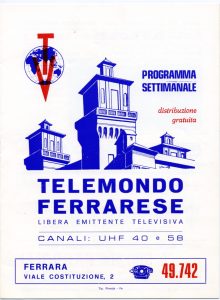 TMF
PROGRAMMA
SETTIMANALE
distribuzione
gratuita
TELEMONDO
FERRARESE
LIBERA EMITTENTE TELEVISIVA
CANALI: UHF 40 e 58
FERRARA
VIALE COSTITUZIONE, 2
49.742